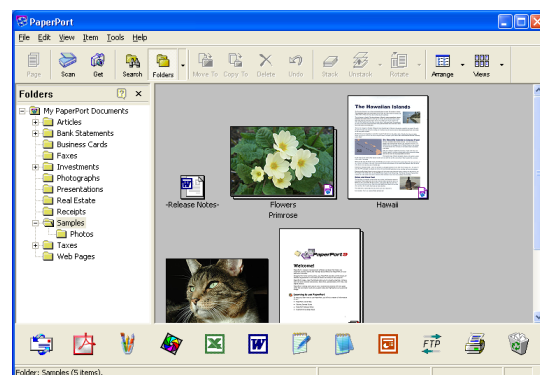 PaperPort
File Edit View Item Tools Help
Page Scan Get Search Folders Move To Copy To Delete Undo Stack Unstack Rotate Arrange Views
Folders
My PaperPort Documents
Articles
Bank Statements
Business Cards
Faxes
Investments
Photographs
Presentations
Real Estate
Receipts
Samples
Photos
Taxes
Web Pages
The Hawaiian Islands
-Release Notes-
Flowers
Primrose
Hawaii
PaperPort 9
Welcome!
FTP
Folder: Samples (5 items).